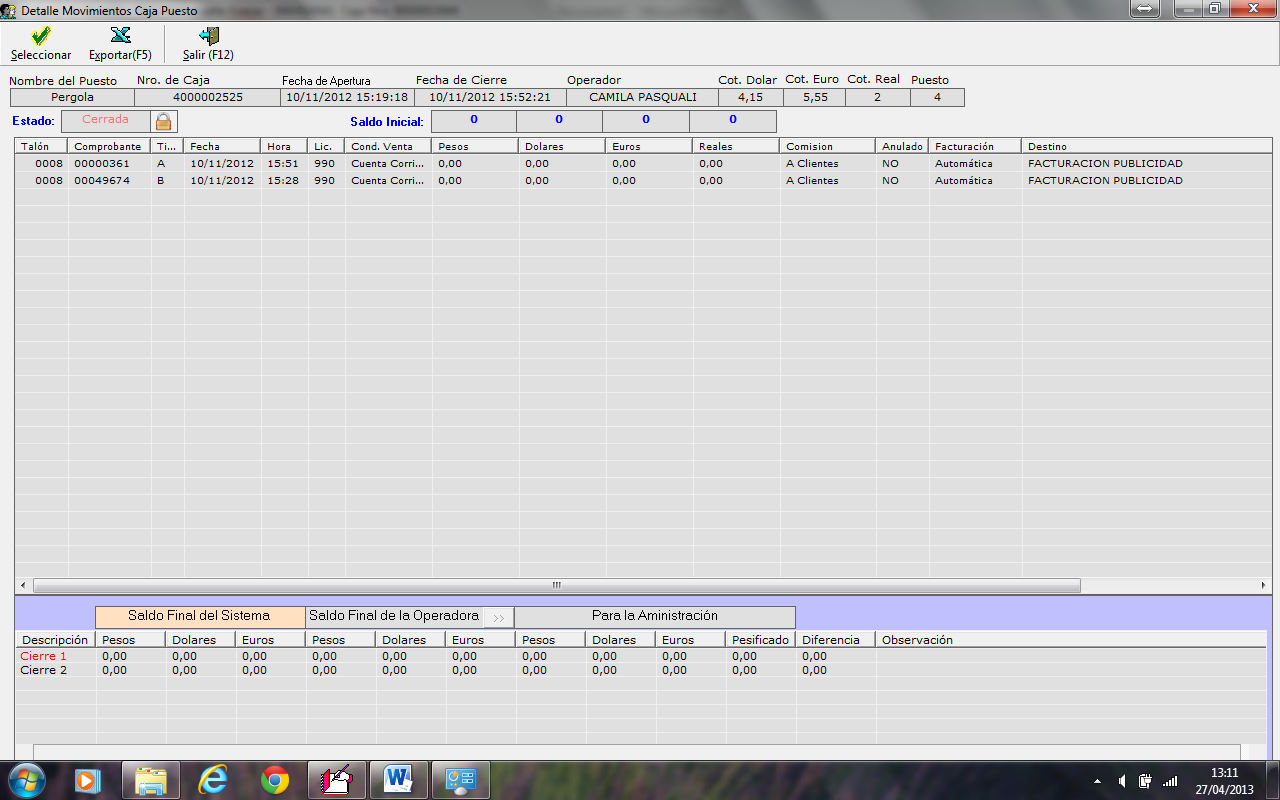 Detalle Movimientos Caja Puesto
Seleccionar Exportar(F5) Salir (F12)
Nombre del Puesto Nro. de Caja Fecha de Apertura Fecha de Cierre Operador Cot. Dolar Cot. Euro Cot. Real Puesto
Pergola 4000002525 10/11/2012 15:19:18 10/11/2012 15:52:21 CAMILA PASQUALI 4,15 5,55 2 4
Estado: Cerrada Saldo Inicial: 0 0 0 0
Talón Comprobante Ti... Fecha Hora Lic. Cond. Venta Pesos Dolares Euros Reales Comision Anulado Facturación Destino
0008 00000361 A 10/11/2012 15:51 990 Cuenta Corri... 0,00 0,00 0,00 0,00 A Clientes NO Automática FACTURACION PUBLICIDAD
0008 00049674 B 10/11/2012 15:28 990 Cuenta Corri... 0,00 0,00 0,00 0,00 A Clientes NO Automática FACTURACION PUBLICIDAD
Saldo Final del Sistema Saldo Final de la Operadora >> Para la Aministración
Descripción Pesos Dolares Euros Pesos Dolares Euros Pesos Dolares Euros Pesificado Diferencia Observación
Cierre 1 0,00 0,00 0,00 0,00 0,00 0,00 0,00 0,00 0,00 0,00 0,00
Cierre 2 0,00 0,00 0,00 0,00 0,00 0,00 0,00 0,00 0,00 0,00 0,00
13:11
27/04/2013